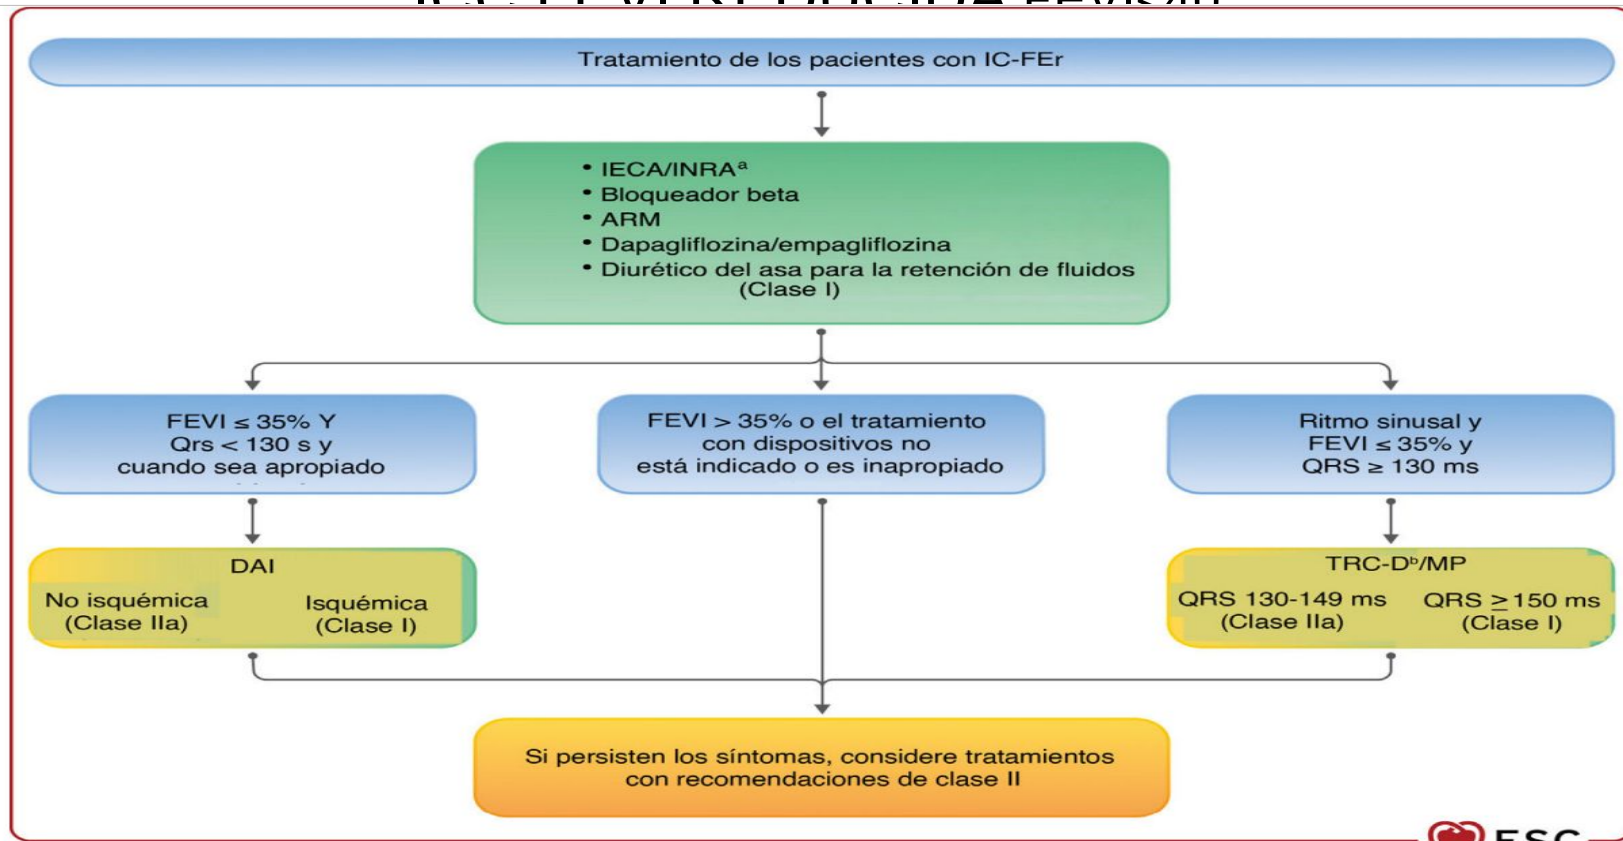 Tratamiento de los pacientes con IC-FEr
• IECA/INRAª
• Bloqueador beta
• ARM
• Dapagliflozina/empagliflozina
• Diurético del asa para la retención de fluidos
(Clase I)
FEVI ≤ 35% Y
Qrs < 130 s y
cuando sea apropiado
FEVI > 35% o el tratamiento
con dispositivos no
está indicado o es inapropiado
Ritmo sinusal y
FEVI ≤ 35% y
QRS ≥ 130 ms
DAI
No isquémica
(Clase IIa)
Isquémica
(Clase I)
TRC-Dᵇ/MP
QRS 130-149 ms
(Clase IIa)
QRS ≥ 150 ms
(Clase I)
Si persisten los síntomas, considere tratamientos
con recomendaciones de clase II
ESC